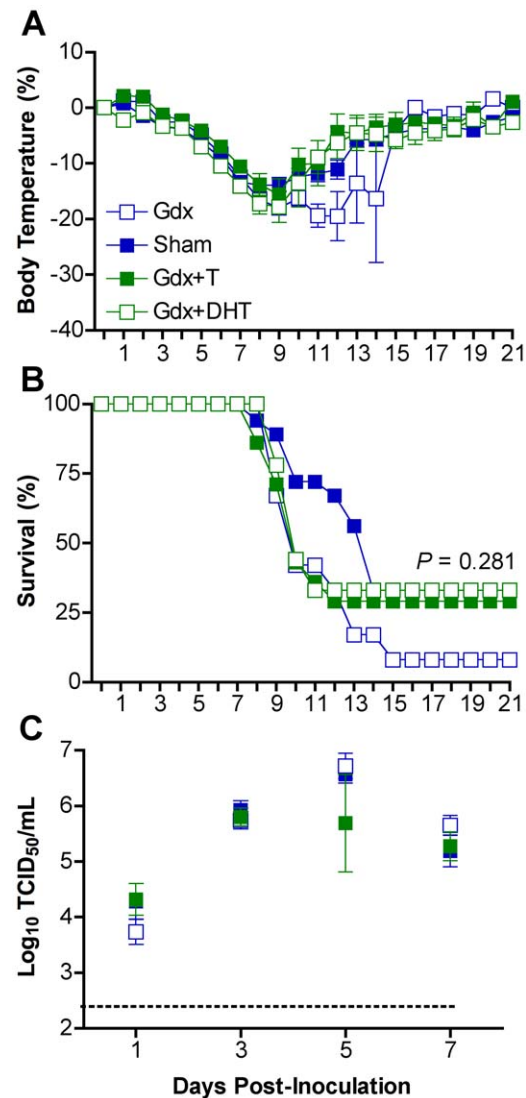 A
Body Temperature (%)
10
0
-10
-20
-30
-40
Gdx
Sham
Gdx+T
Gdx+DHT
1 3 5 7 9 11 13 15 17 19 21
B
Survival (%)
100
75
50
25
0
P = 0.281
1 3 5 7 9 11 13 15 17 19 21
C
Log10 TCID50/mL
7
6
5
4
3
2
1 3 5 7
Days Post-Inoculation